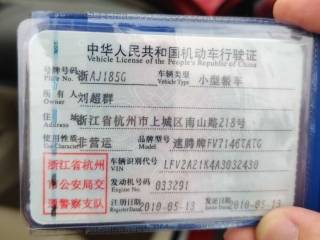 中华人民共和国机动车行驶证
Vehicle License of the People's Republic of China
号牌号码 Plate No. 浙AJ185G 车辆类型 Vehicle Type 小型轿车
所有人 Owner 刘超群
住址 Address 浙江省杭州市上城区南山路218号
使用性质 Use Character 非营运 品牌型号 Model 速腾牌FV7146TATG
浙江省杭州
市公安局交
通警察支队
车辆识别代号 VIN LFV2A21K4A3032430
发动机号码 Engine No. 033291
注册日期 Register Date 2010-05-13 发证日期 Issue Date 2010-05-13